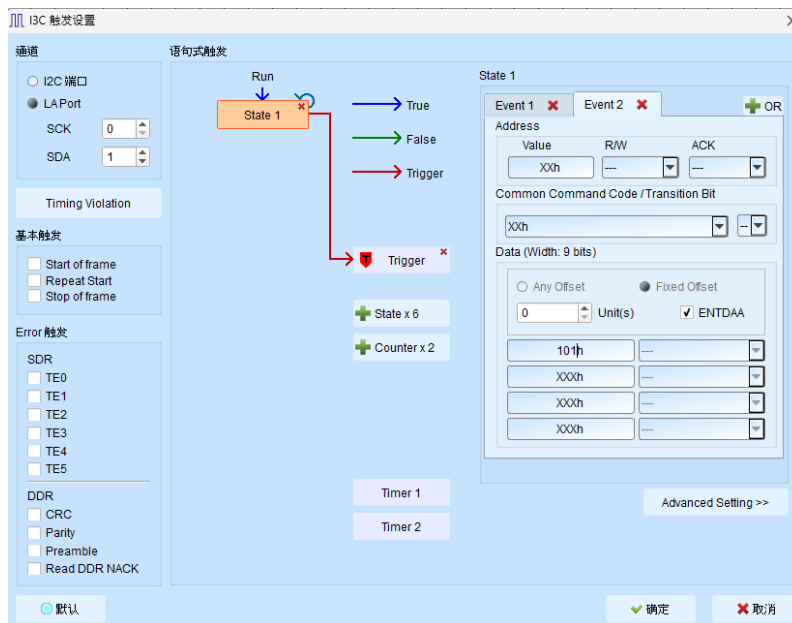 I3C 触发设置
通道
I2C 端口
LA Port
SCK 0
SDA 1
Timing Violation
基本触发
Start of frame
Repeat Start
Stop of frame
Error 触发
SDR
TE0
TE1
TE2
TE3
TE4
TE5
DDR
CRC
Parity
Preamble
Read DDR NACK
默认
语句式触发
Run
State 1
True
False
Trigger
T Trigger
State x 6
Counter x 2
Timer 1
Timer 2
State 1
Event 1 Event 2 OR
Address
Value R/W ACK
XXh --- ---
Common Command Code / Transition Bit
XXh --
Data (Width: 9 bits)
Any Offset Fixed Offset
0 Unit(s) ENTDAA
101h ---
XXXh ---
XXXh ---
XXXh ---
Advanced Setting >>
确定 取消